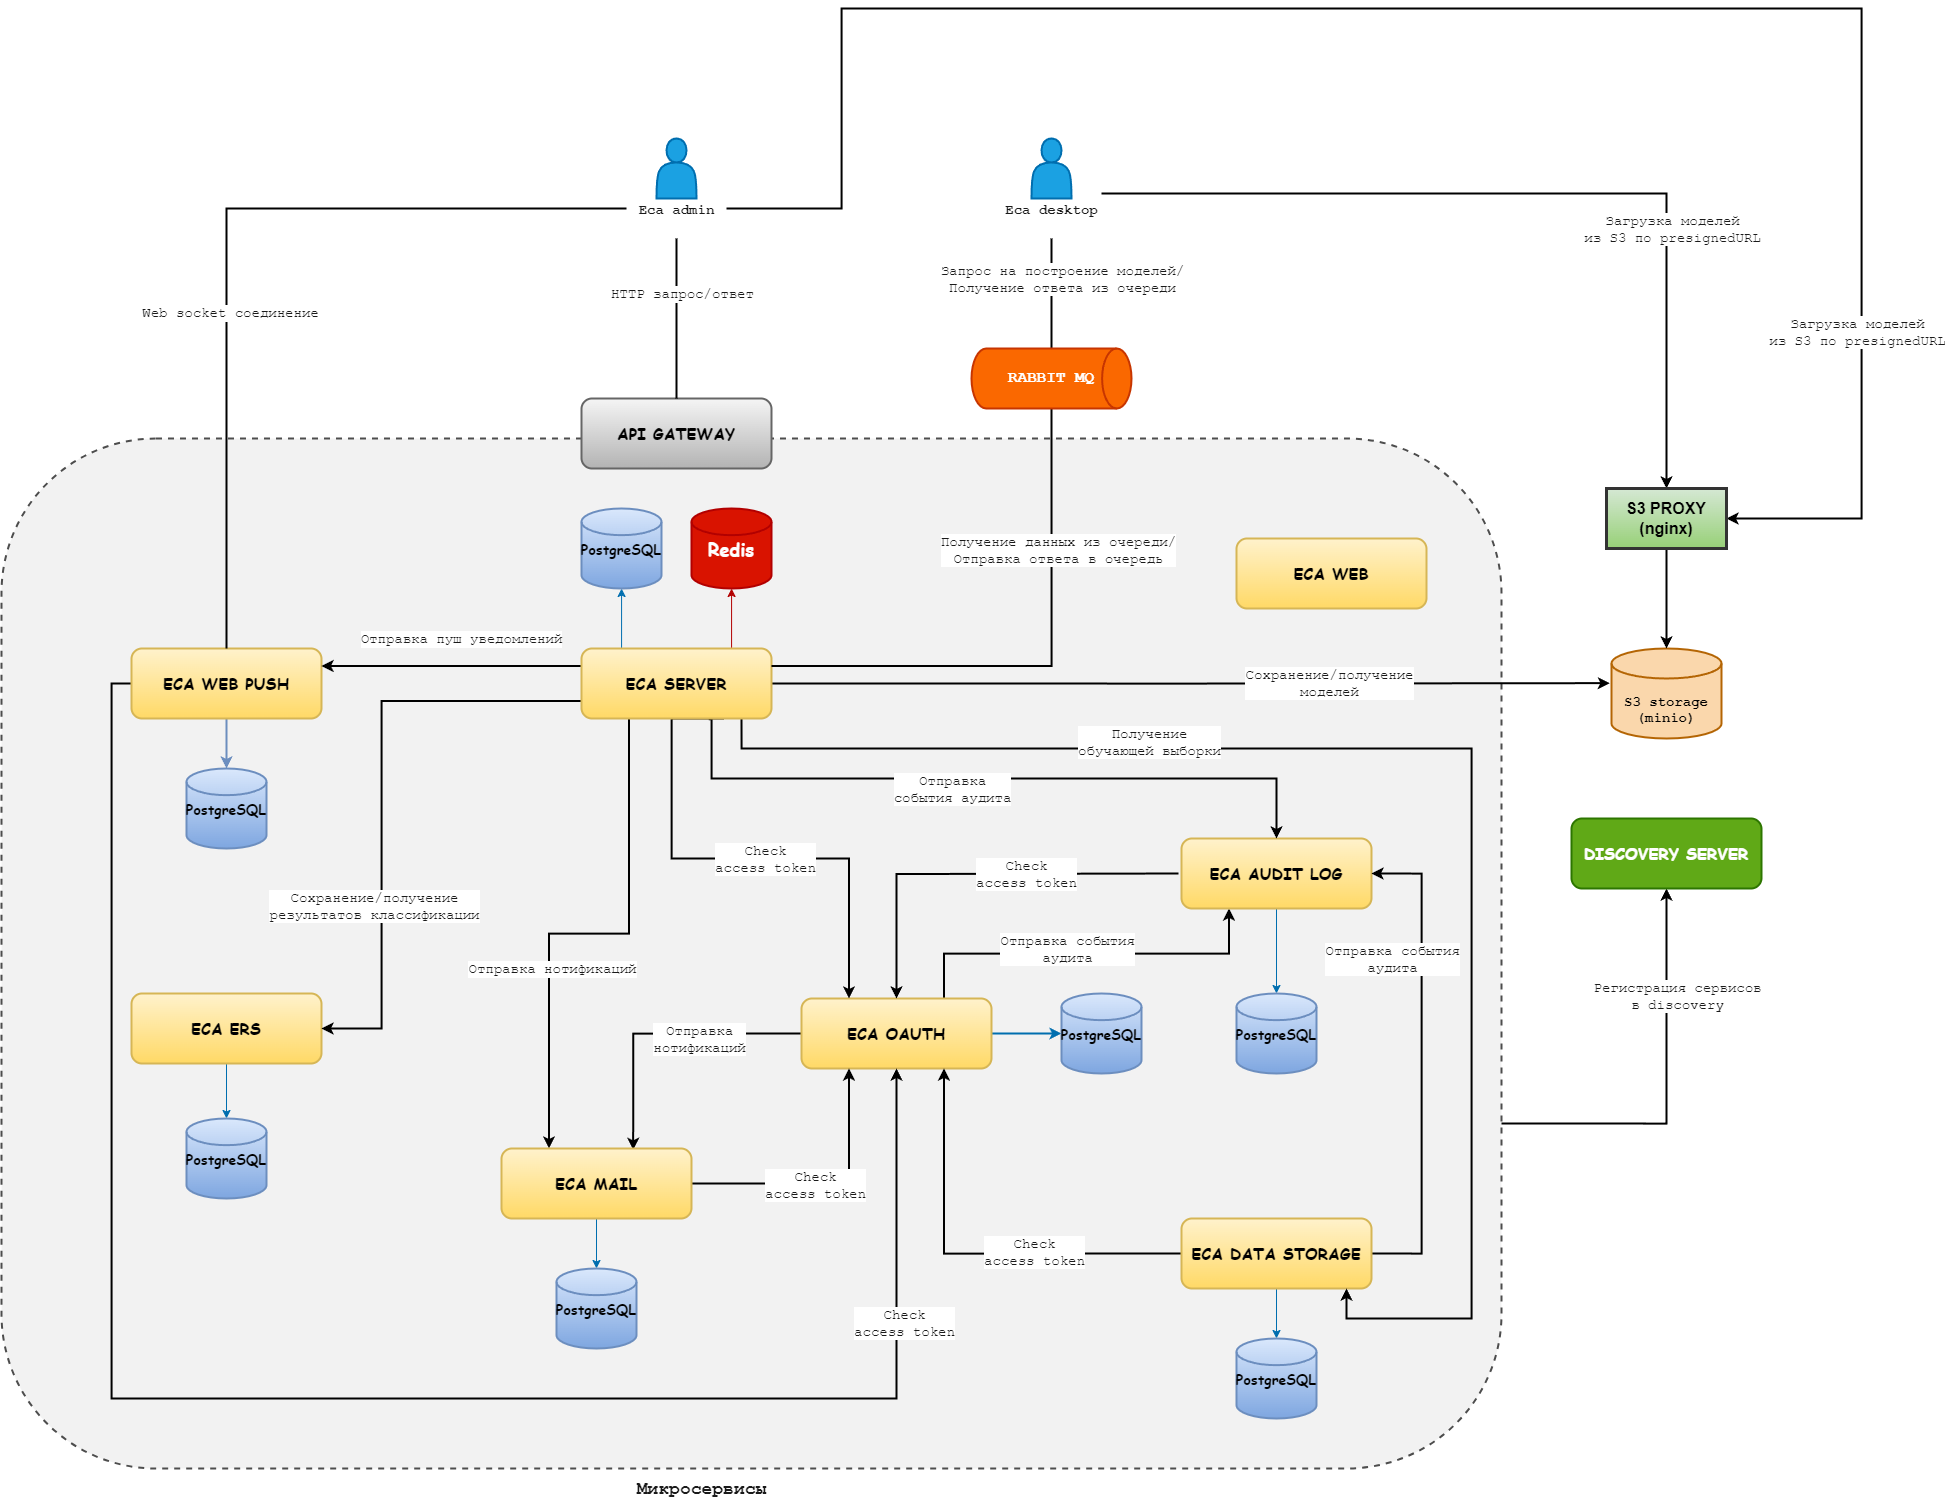 Eca admin
Eca desktop
Загрузка моделей
из S3 по presignedURL
Запрос на построение моделей/
Получение ответа из очереди
HTTP запрос/ответ
Web socket соединение
Загрузка моделей
из S3 по presignedURL
RABBIT MQ
API GATEWAY
S3 PROXY
(nginx)
PostgreSQL
Redis
Получение данных из очереди/
Отправка ответа в очередь
ECA WEB
Отправка пуш уведомлений
ECA WEB PUSH
ECA SERVER
Сохранение/получение
моделей
S3 storage
(minio)
Получение
обучающей выборки
Отправка
события аудита
PostgreSQL
Check
access token
Check
access token
ECA AUDIT LOG
DISCOVERY SERVER
Сохранение/получение
результатов классификации
Отправка события
аудита
Отправка события
аудита
Отправка нотификаций
Регистрация сервисов
в discovery
ECA ERS
Отправка
нотификаций
ECA OAUTH
PostgreSQL
PostgreSQL
PostgreSQL
ECA MAIL
Check
access token
Check
access token
ECA DATA STORAGE
PostgreSQL
Check
access token
PostgreSQL
Микросервисы